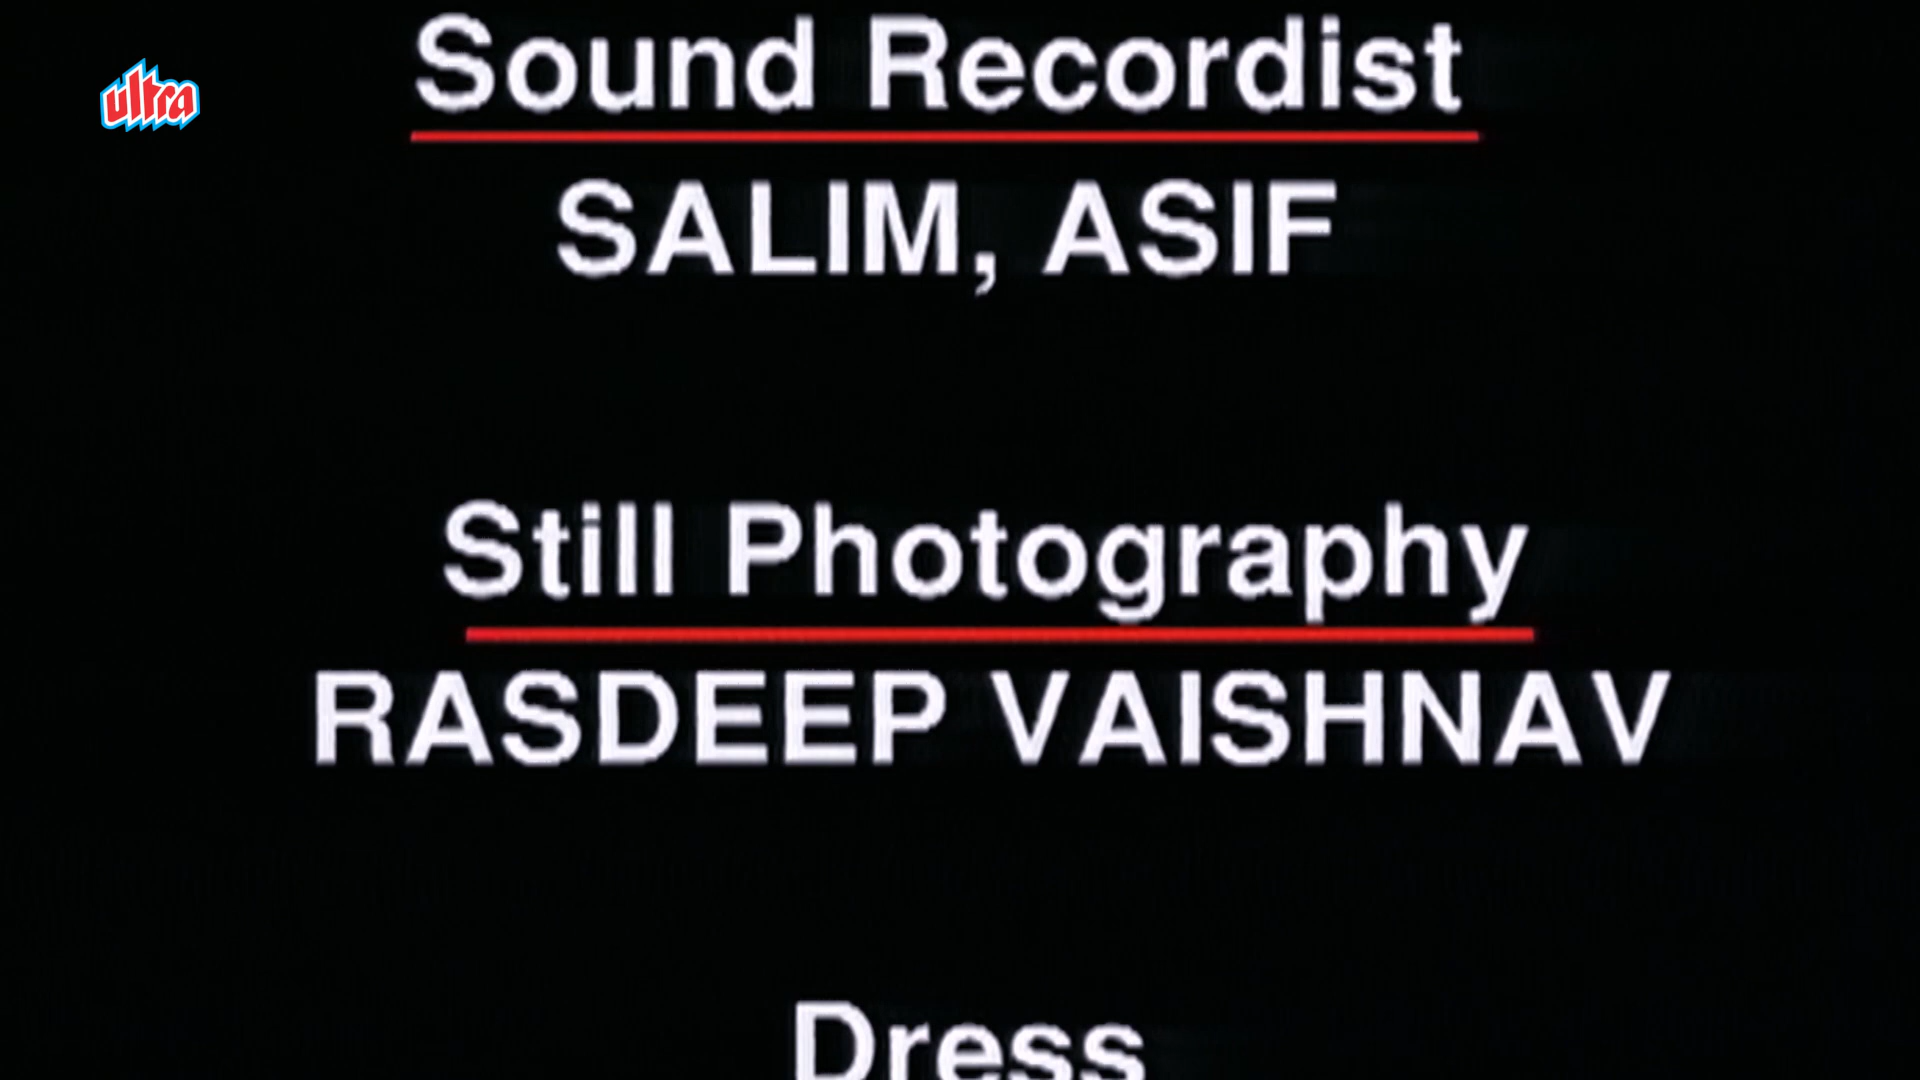 ultra
Sound Recordist
SALIM, ASIF
Still Photography
RASDEEP VAISHNAV
Dress